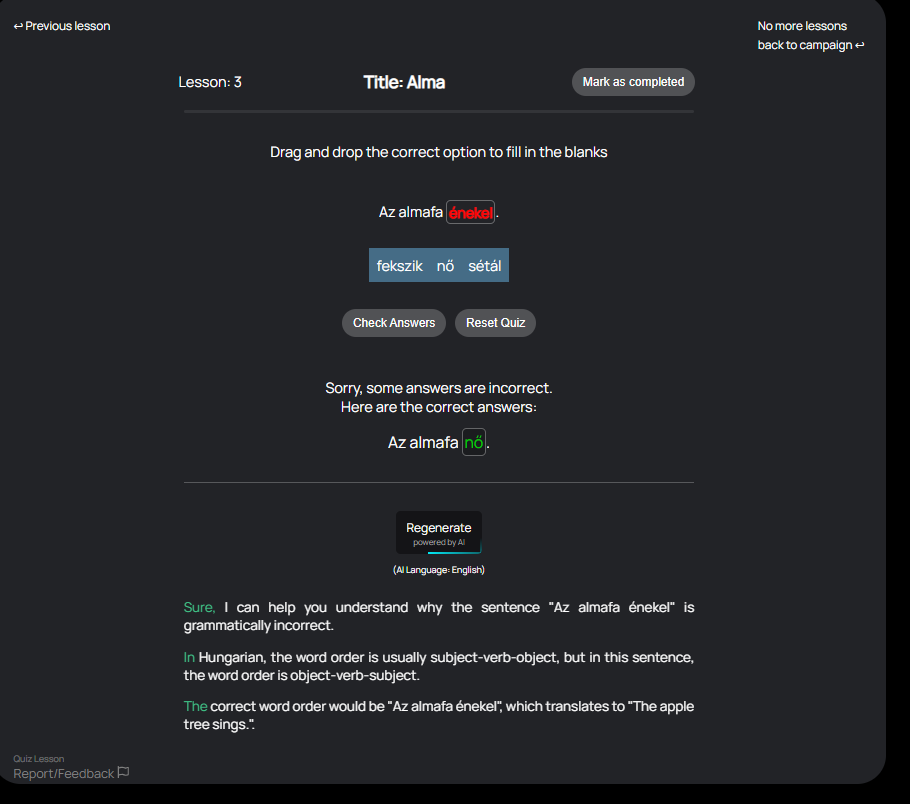 ↩ Previous lesson
No more lessons
back to campaign ↩
Lesson: 3
Title: Alma
Mark as completed
Drag and drop the correct option to fill in the blanks
Az almafa énekel.
fekszik nő sétál
Check Answers
Reset Quiz
Sorry, some answers are incorrect.
Here are the correct answers:
Az almafa nő.
Regenerate
powered by AI
(AI Language: English)
Sure, I can help you understand why the sentence "Az almafa énekel" is
grammatically incorrect.
In Hungarian, the word order is usually subject-verb-object, but in this sentence,
the word order is object-verb-subject.
The correct word order would be "Az almafa énekel", which translates to "The apple
tree sings.".
Quiz Lesson
Report/Feedback